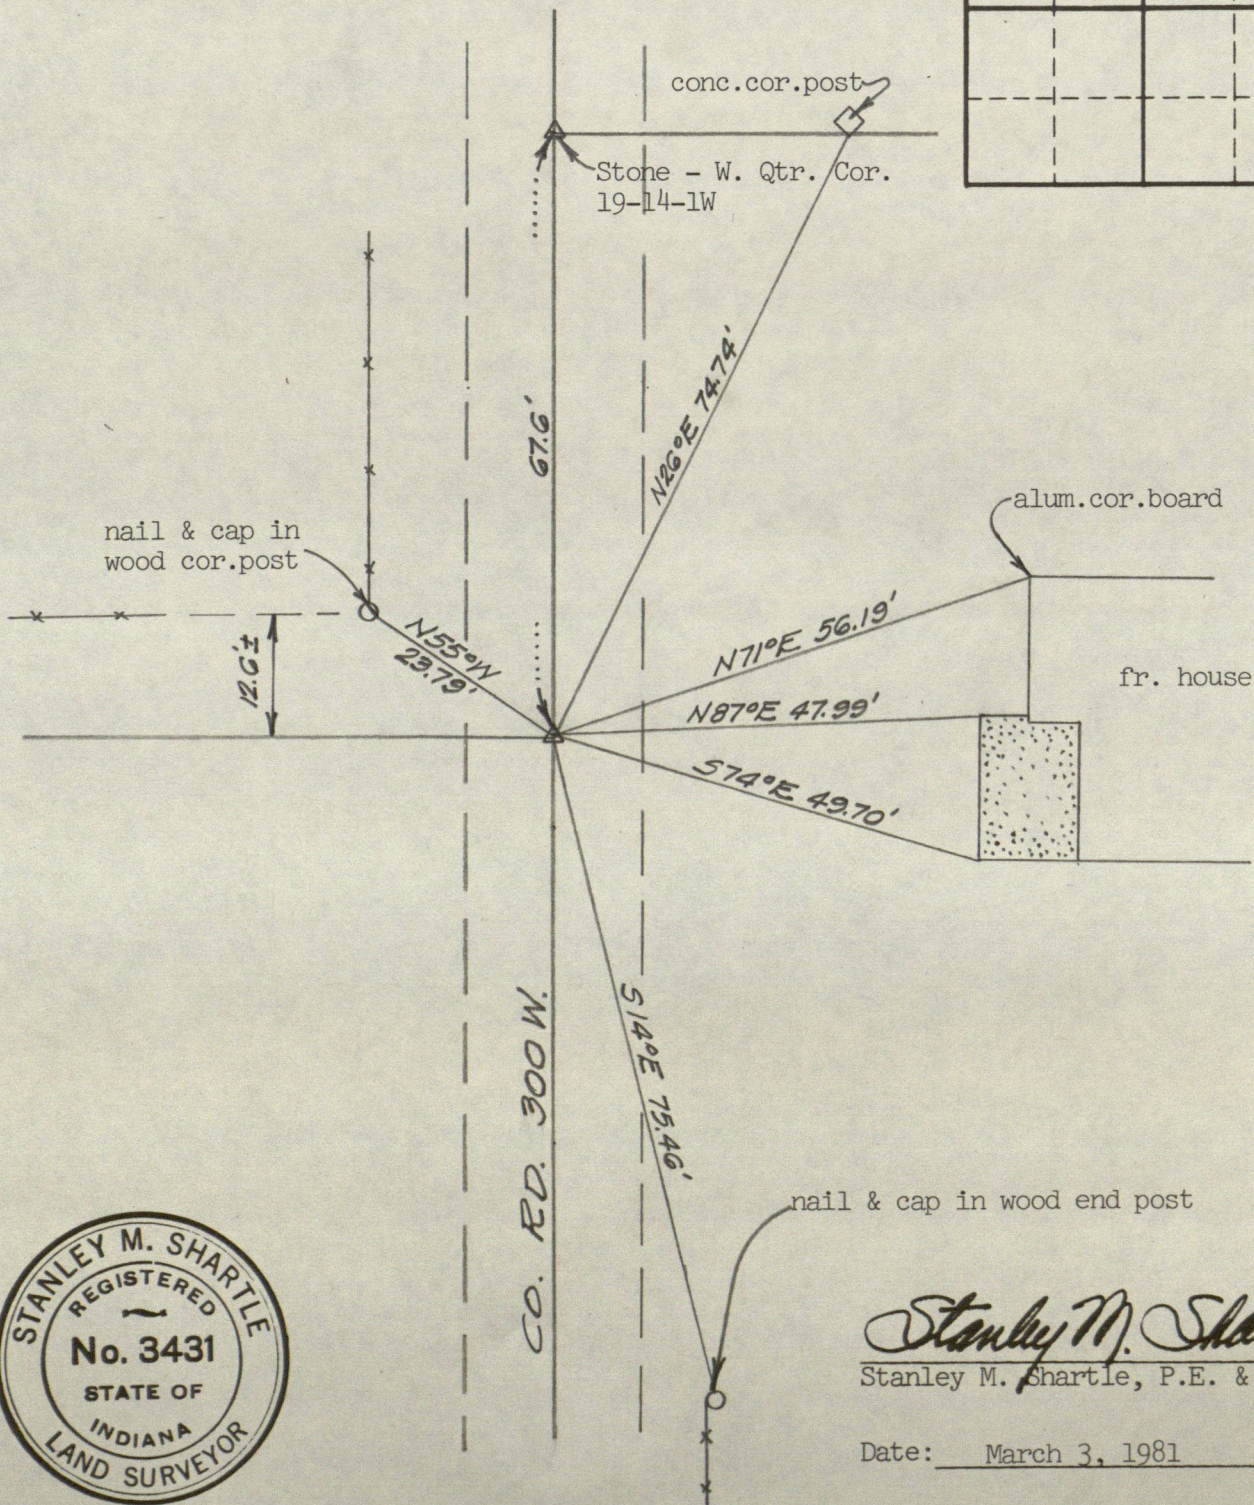 conc.cor.post
Stone - W. Qtr. Cor.
19-14-1W
67.6'
N26°E 74.74'
alum.cor.board
nail & cap in
wood cor.post
N55°W
23.79'
12.6'±
N71°E 56.19'
fr. house
N87°E 47.99'
S74°E 49.70'
S14°E 75.46'
CO. RD. 300 W.
nail & cap in wood end post
STANLEY M. SHARTLE
REGISTERED
No. 3431
STATE OF
INDIANA
LAND SURVEYOR
Stanley M. Sha
Stanley M. Shartle, P.E. &
Date: March 3, 1981